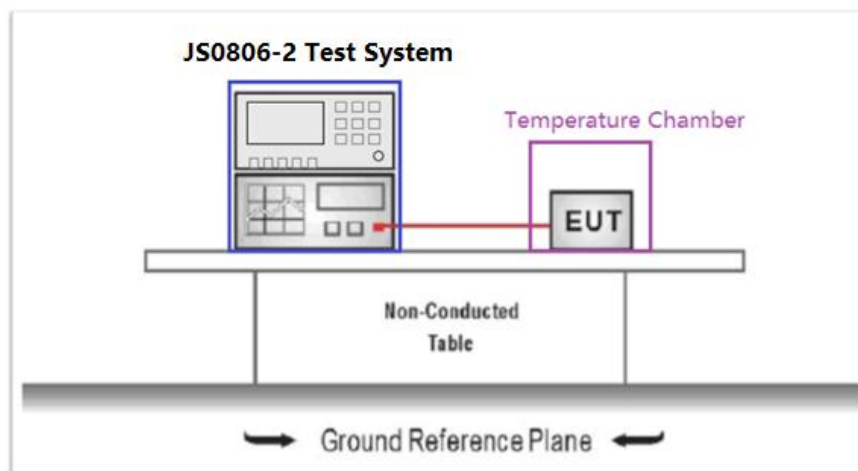 JS0806-2 Test System
Temperature Chamber
EUT
Non-Conducted
Table
Ground Reference Plane